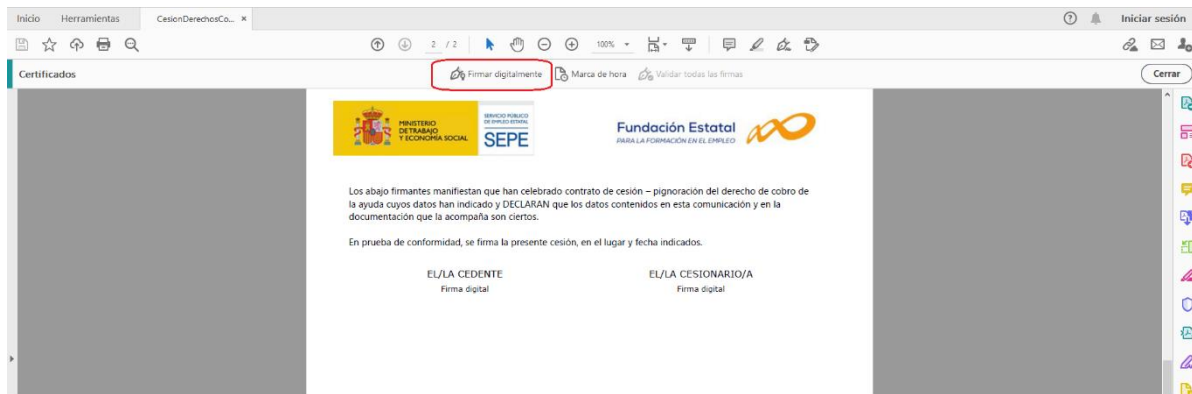 Inicio Herramientas CesionDerechosCo... × Iniciar sesión
2 / 2 100%
Certificados Firmar digitalmente Marca de hora Validar todas las firmas Cerrar
MINISTERIO
DE TRABAJO
Y ECONOMÍA SOCIAL
SERVICIO PÚBLICO
DE EMPLEO ESTATAL
SEPE
Fundación Estatal
PARA LA FORMACIÓN EN EL EMPLEO
Los abajo firmantes manifiestan que han celebrado contrato de cesión – pignoración del derecho de cobro de
la ayuda cuyos datos han indicado y DECLARAN que los datos contenidos en esta comunicación y en la
documentación que la acompaña son ciertos.
En prueba de conformidad, se firma la presente cesión, en el lugar y fecha indicados.
EL/LA CEDENTE EL/LA CESIONARIO/A
Firma digital Firma digital